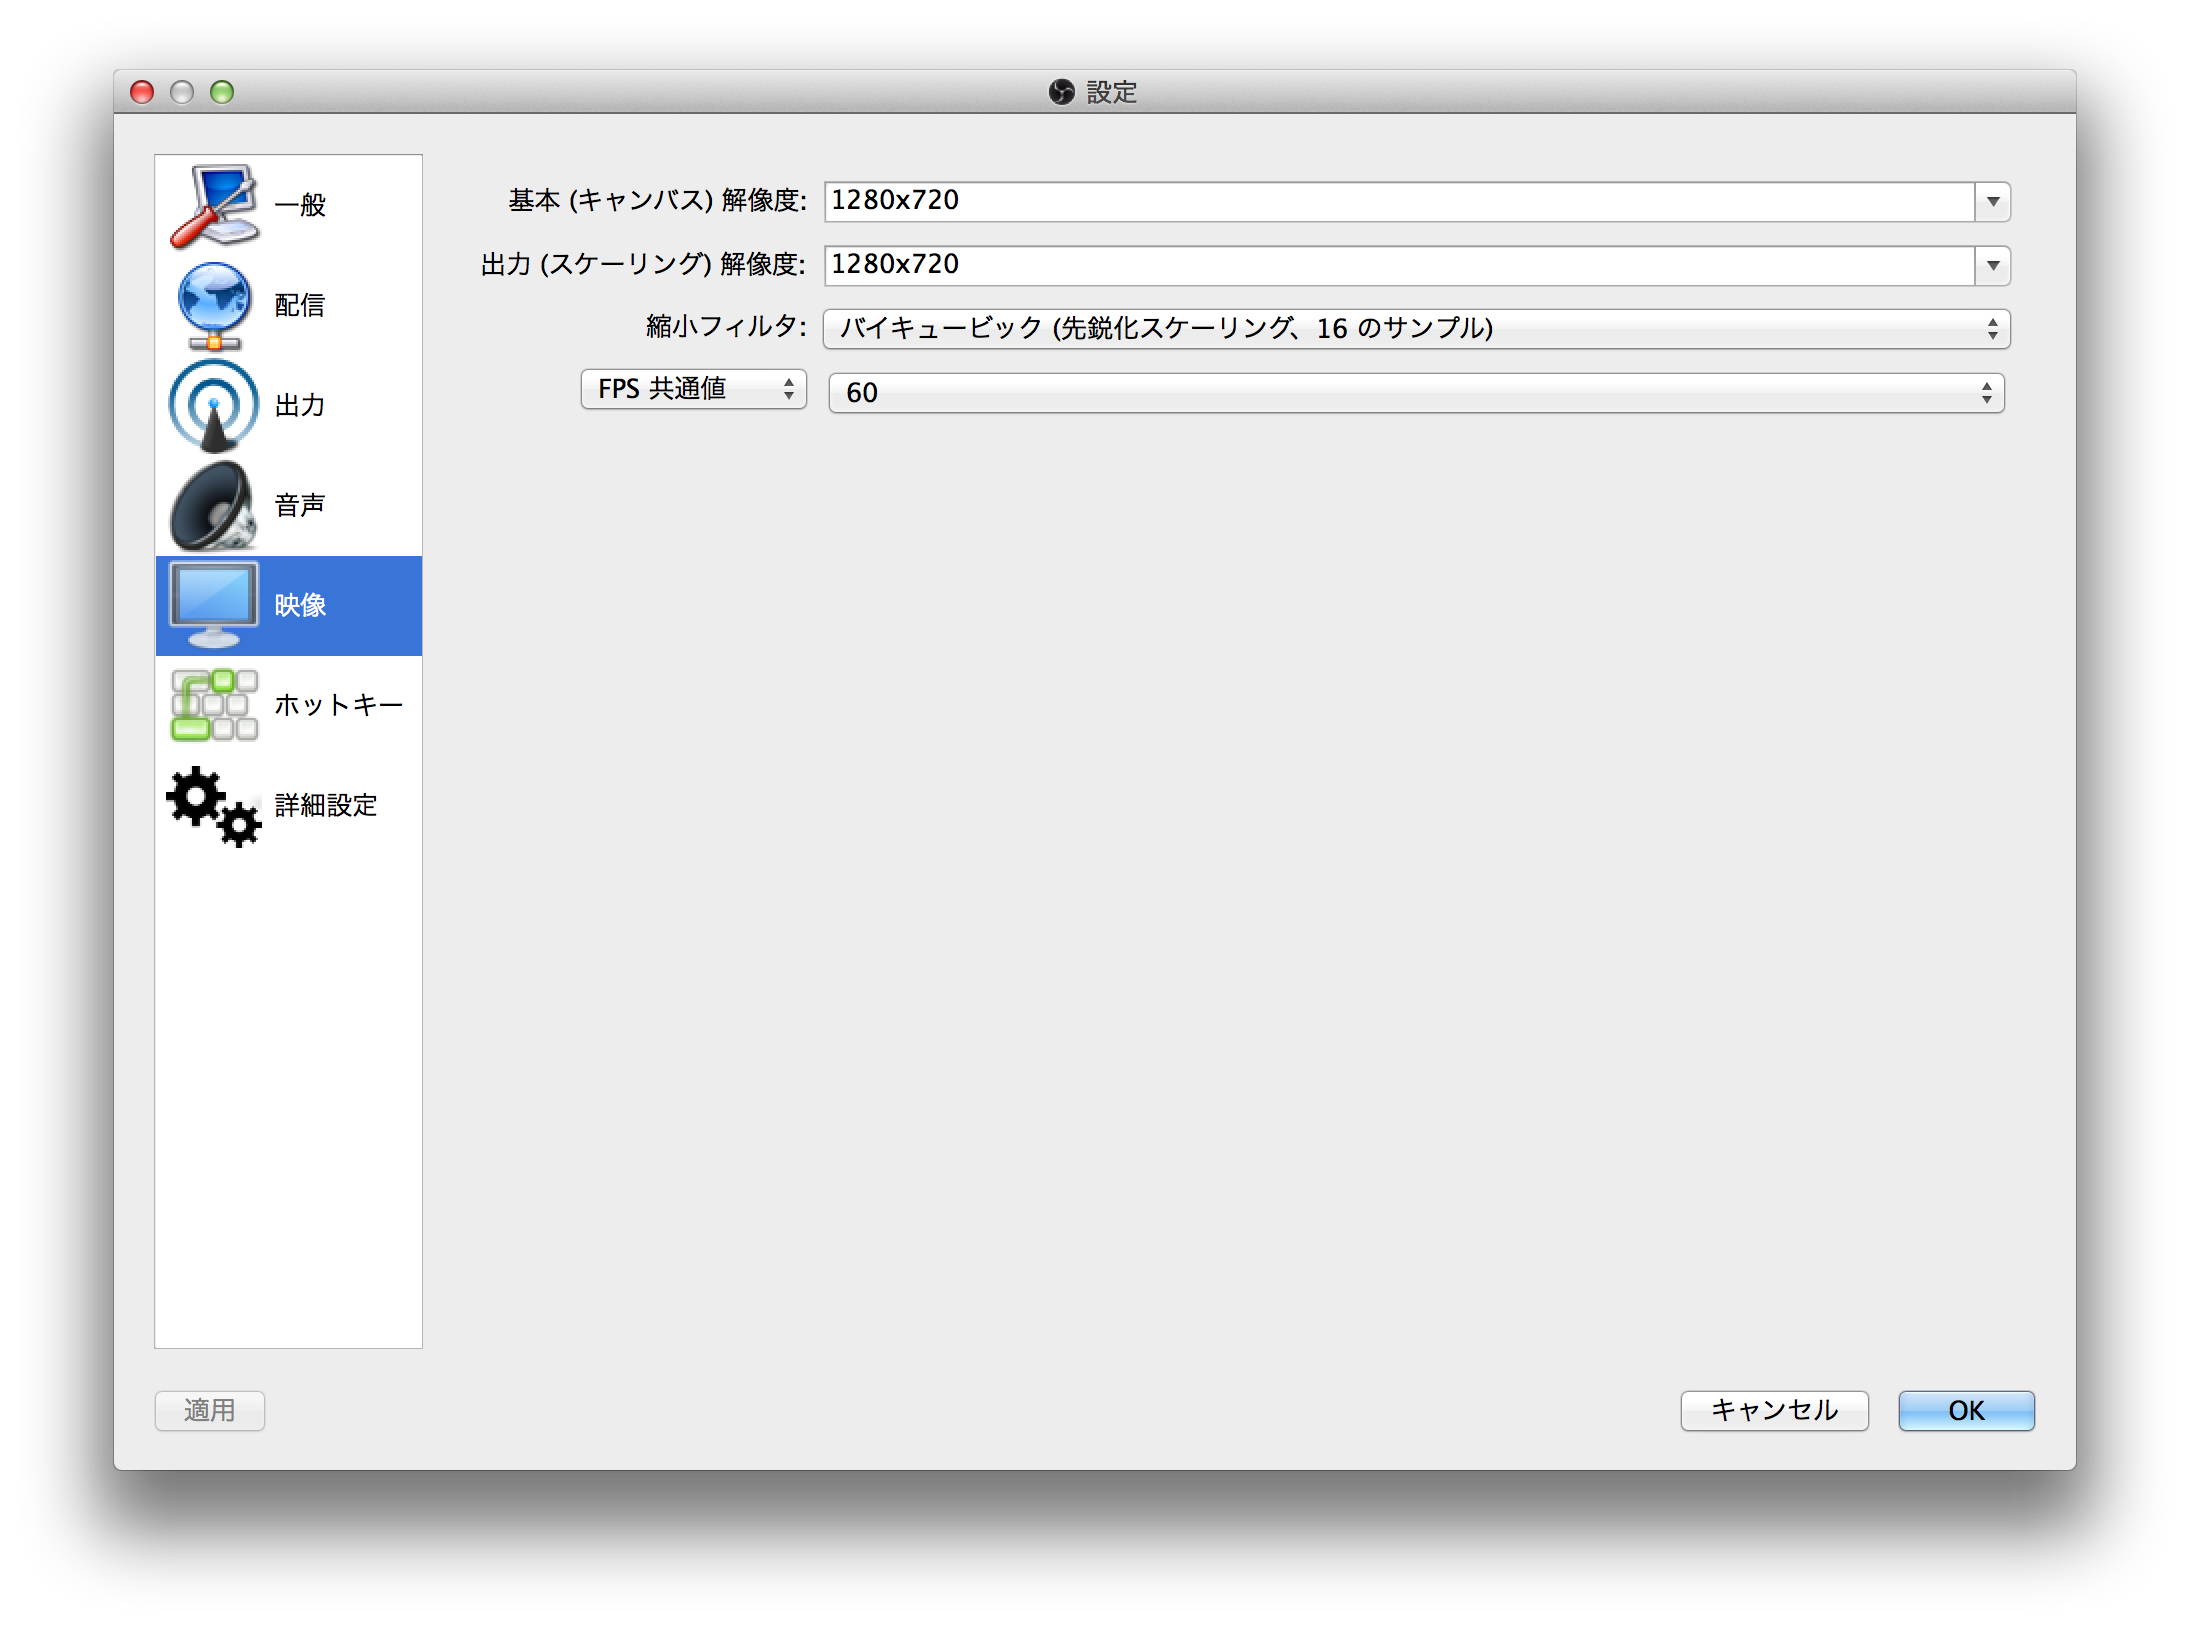 設定
一般
配信
出力
音声
映像
ホットキー
詳細設定
基本 (キャンバス) 解像度: 1280x720
出力 (スケーリング) 解像度: 1280x720
縮小フィルタ: バイキュービック (先鋭化スケーリング、16 のサンプル)
FPS 共通値 60
適用 キャンセル OK